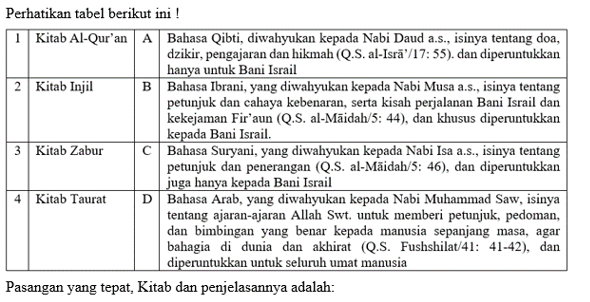 Perhatikan tabel berikut ini !
1 Kitab Al-Qur'an A Bahasa Qibti, diwahyukan kepada Nabi Daud a.s., isinya tentang doa,
dzikir, pengajaran dan hikmah (Q.S. al-Isrā'/17: 55). dan diperuntukkan
hanya untuk Bani Israil
2 Kitab Injil B Bahasa Ibrani, yang diwahyukan kepada Nabi Musa a.s., isinya tentang
petunjuk dan cahaya kebenaran, serta kisah perjalanan Bani Israil dan
kekejaman Fir'aun (Q.S. al-Māidah/5: 44), dan khusus diperuntukkan
kepada Bani Israil.
3 Kitab Zabur C Bahasa Suryani, yang diwahyukan kepada Nabi Isa a.s., isinya tentang
petunjuk dan penerangan (Q.S. al-Māidah/5: 46), dan diperuntukkan
juga hanya kepada Bani Israil
4 Kitab Taurat D Bahasa Arab, yang diwahyukan kepada Nabi Muhammad Saw, isinya
tentang ajaran-ajaran Allah Swt. untuk memberi petunjuk, pedoman,
dan bimbingan yang benar kepada manusia sepanjang masa, agar
bahagia di dunia dan akhirat (Q.S. Fushshilat/41: 41-42), dan
diperuntukkan untuk seluruh umat manusia
Pasangan yang tepat, Kitab dan penjelasannya adalah: